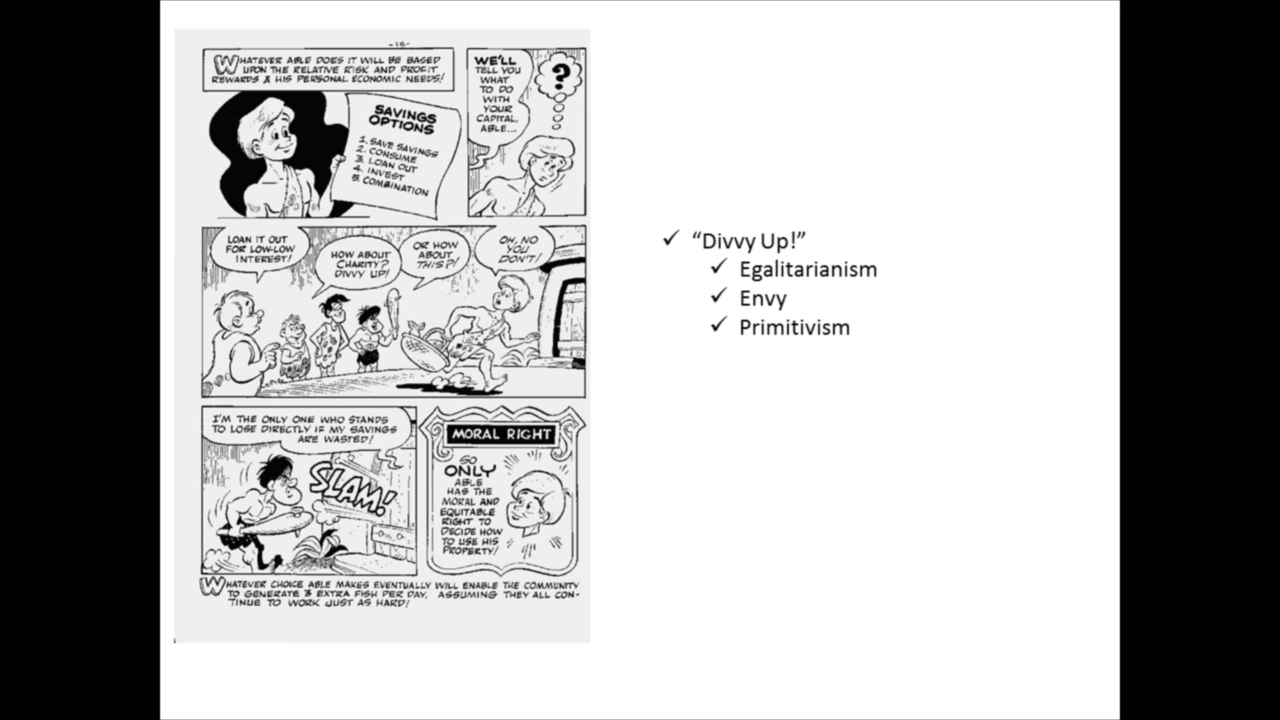 -16-
WHATEVER ABLE DOES IT WILL BE BASED
UPON THE RELATIVE RISK AND PROFIT
REWARDS & HIS PERSONAL ECONOMIC NEEDS!
SAVINGS
OPTIONS
1. SAVE SAVINGS
2. CONSUME
3. LOAN OUT
4. INVEST
5. COMBINATION
WE'LL
TELL YOU
WHAT
TO DO
WITH
YOUR
CAPITAL,
ABLE...
?
LOAN IT OUT
FOR LOW-LOW
INTEREST!
HOW ABOUT
CHARITY?
DIVVY UP!
OR HOW
ABOUT
THIS?!
OH, NO
YOU
DON'T!
I'M THE ONLY ONE WHO STANDS
TO LOSE DIRECTLY IF MY SAVINGS
ARE WASTED!
SLAM!
MORAL RIGHT
SO
ONLY
ABLE
HAS THE
MORAL AND
EQUITABLE
RIGHT TO
DECIDE HOW
TO USE HIS
PROPERTY!
WHATEVER CHOICE ABLE MAKES EVENTUALLY WILL ENABLE THE COMMUNITY
TO GENERATE 3 EXTRA FISH PER DAY, ASSUMING THEY ALL CON-
TINUE TO WORK JUST AS HARD!
✓ “Divvy Up!”
✓ Egalitarianism
✓ Envy
✓ Primitivism